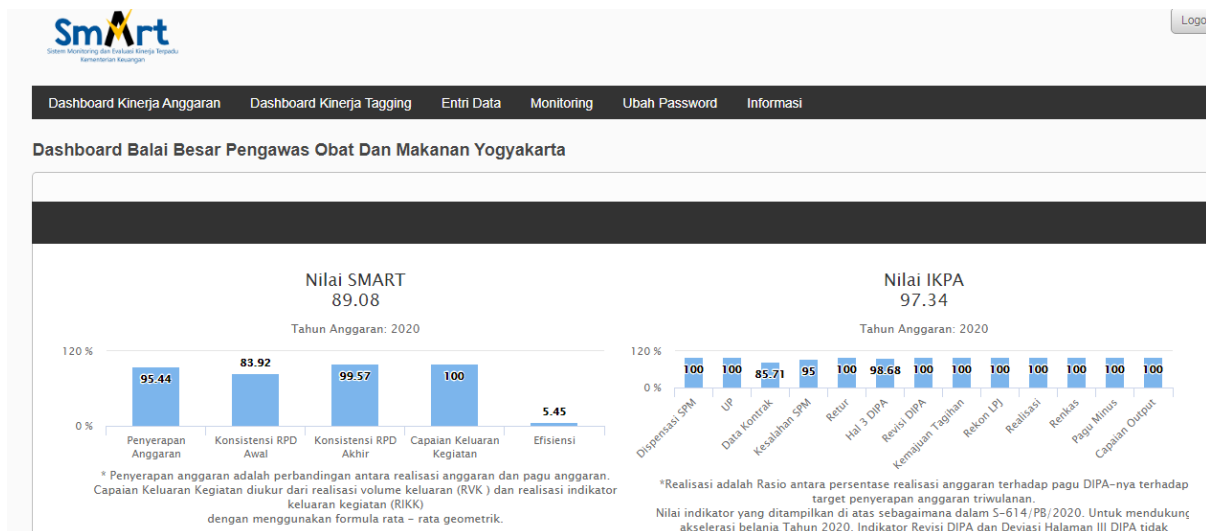 SmArt
Sistem Monitoring dan Evaluasi Kinerja Terpadu
Kementerian Keuangan
Logo
Dashboard Kinerja Anggaran Dashboard Kinerja Tagging Entri Data Monitoring Ubah Password Informasi
Dashboard Balai Besar Pengawas Obat Dan Makanan Yogyakarta
Nilai SMART
89.08
Tahun Anggaran: 2020
120 %
95.44 83.92 99.57 100 5.45
0 %
Penyerapan Anggaran
Konsistensi RPD Awal
Konsistensi RPD Akhir
Capaian Keluaran Kegiatan
Efisiensi
* Penyerapan anggaran adalah perbandingan antara realisasi anggaran dan pagu anggaran.
Capaian Keluaran Kegiatan diukur dari realisasi volume keluaran (RVK ) dan realisasi indikator
keluaran kegiatan (RIKK)
dengan menggunakan formula rata – rata geometrik.
Nilai IKPA
97.34
Tahun Anggaran: 2020
120 %
100 100 85.71 95 100 98.68 100 100 100 100 100 100 100
0 %
Dispensasi SPM
UP
Data Kontrak
Kesalahan SPM
Retur
Hal 3 DIPA
Revisi DIPA
Kemajuan Tagihan
Rekon LPJ
Realisasi
Renkas
Pagu Minus
Capaian Output
*Realisasi adalah Rasio antara persentase realisasi anggaran terhadap pagu DIPA-nya terhadap
target penyerapan anggaran triwulanan.
Nilai indikator yang ditampilkan di atas sebagaimana dalam S-614/PB/2020. Untuk mendukung
akselerasi belanja Tahun 2020, Indikator Revisi DIPA dan Deviasi Halaman III DIPA tidak